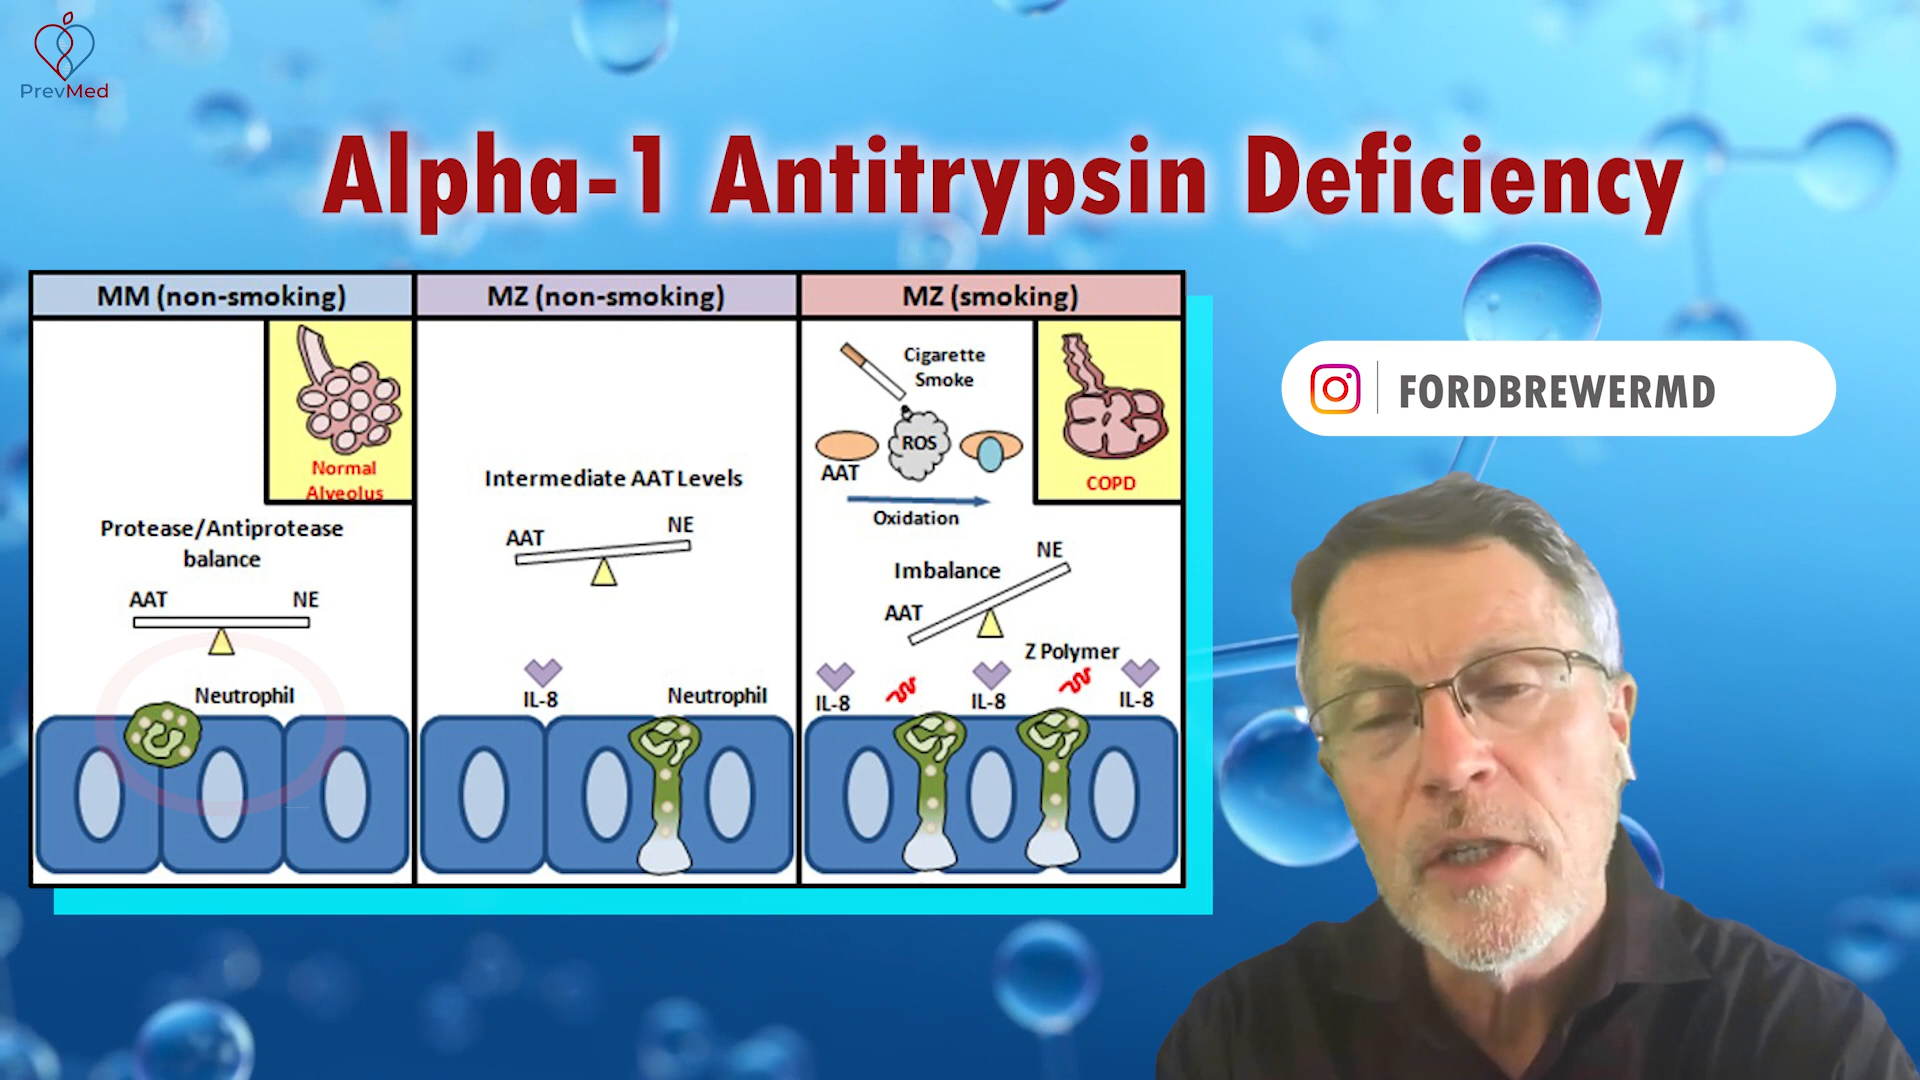 PrevMed
Alpha-1 Antitrypsin Deficiency
MM (non-smoking)
Normal
Alveolus
Protease/Antiprotease
balance
AAT
NE
Neutrophil
MZ (non-smoking)
Intermediate AAT Levels
AAT
NE
IL-8
Neutrophil
MZ (smoking)
Cigarette
Smoke
ROS
AAT
Oxidation
COPD
Imbalance
NE
AAT
Z Polymer
IL-8
IL-8
IL-8
FORDBREWERMD